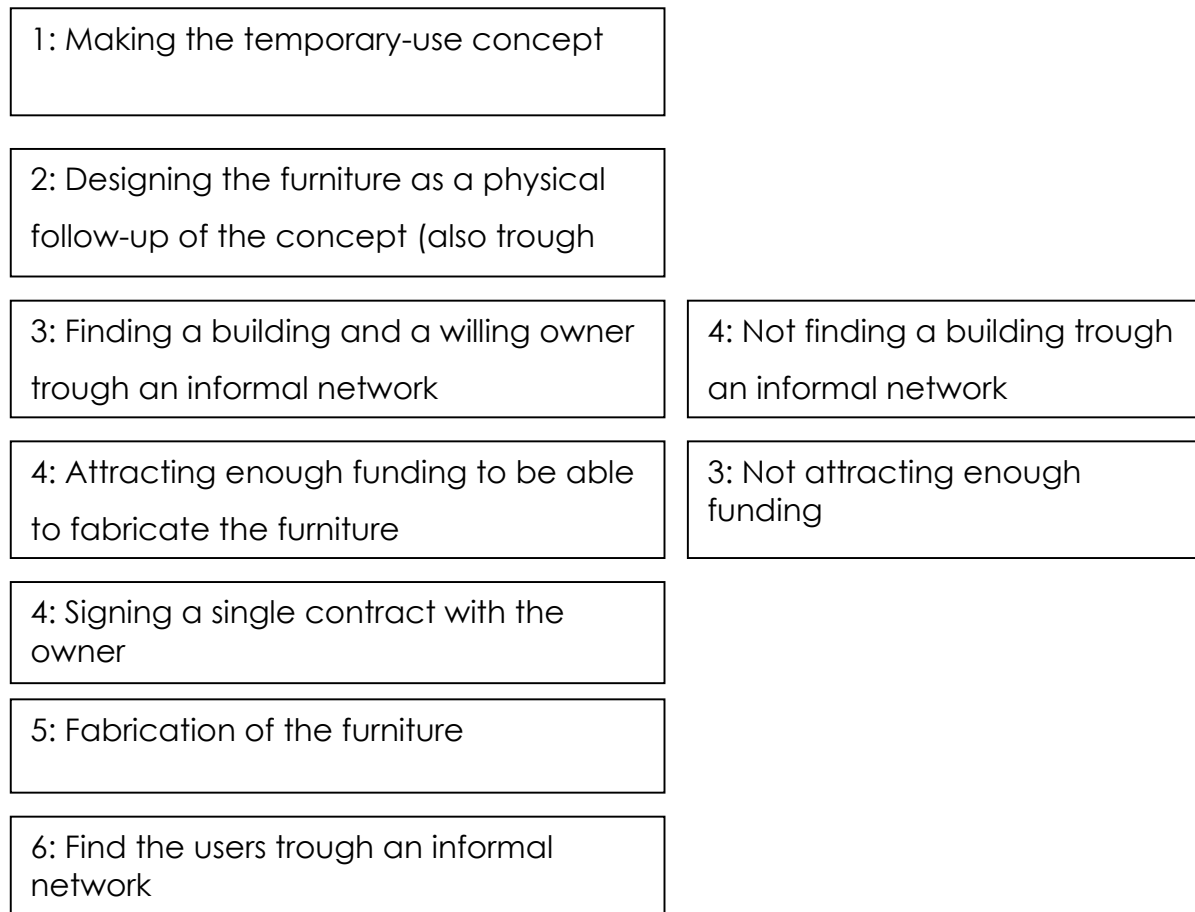 1: Making the temporary-use concept
2: Designing the furniture as a physical
follow-up of the concept (also trough
3: Finding a building and a willing owner
trough an informal network
4: Not finding a building trough
an informal network
4: Attracting enough funding to be able
to fabricate the furniture
3: Not attracting enough
funding
4: Signing a single contract with the
owner
5: Fabrication of the furniture
6: Find the users trough an informal
network